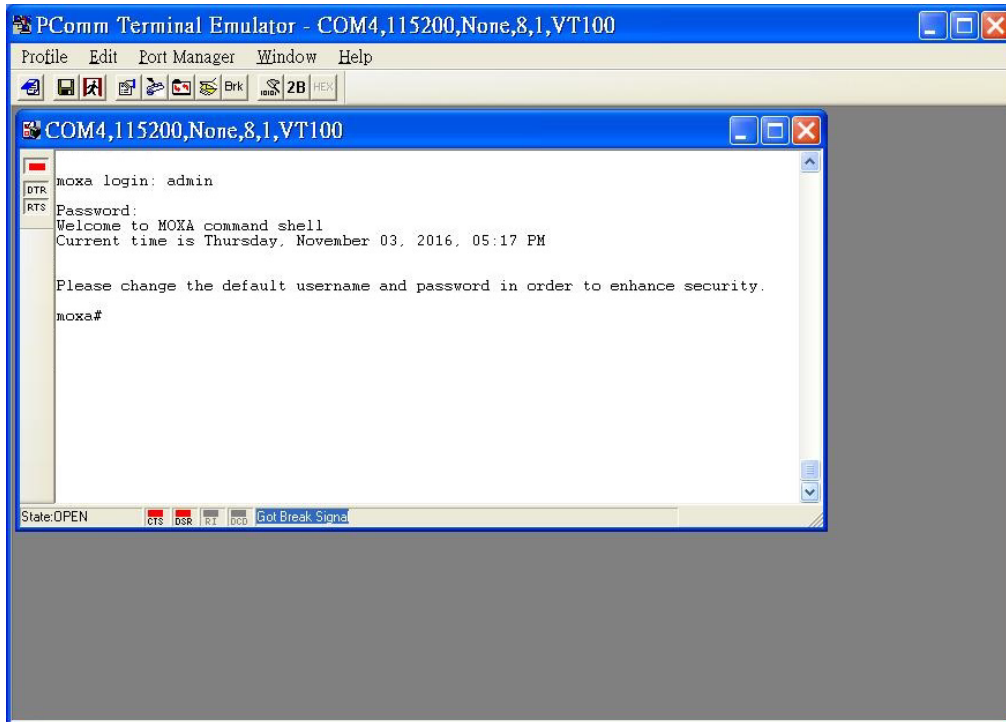 PComm Terminal Emulator - COM4,115200,None,8,1,VT100
Profile Edit Port Manager Window Help
Brk 2B HEX
COM4,115200,None,8,1,VT100
DTR
RTS
moxa login: admin
Password:
Welcome to MOXA command shell
Current time is Thursday, November 03, 2016, 05:17 PM
Please change the default username and password in order to enhance security.
moxa#
State:OPEN CTS DSR RI DCD Got Break Signal